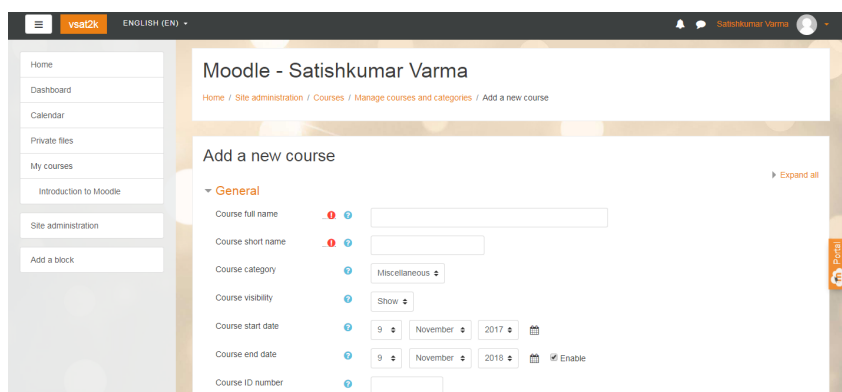 vsat2k ENGLISH (EN) Satishkumar Varma
Home
Dashboard
Calendar
Private files
My courses
Introduction to Moodle
Site administration
Add a block
Moodle - Satishkumar Varma
Home / Site administration / Courses / Manage courses and categories / Add a new course
Add a new course
Expand all
General
Course full name
Course short name
Course category Miscellaneous
Course visibility Show
Course start date 9 November 2017
Course end date 9 November 2018 Enable
Course ID number
Portal